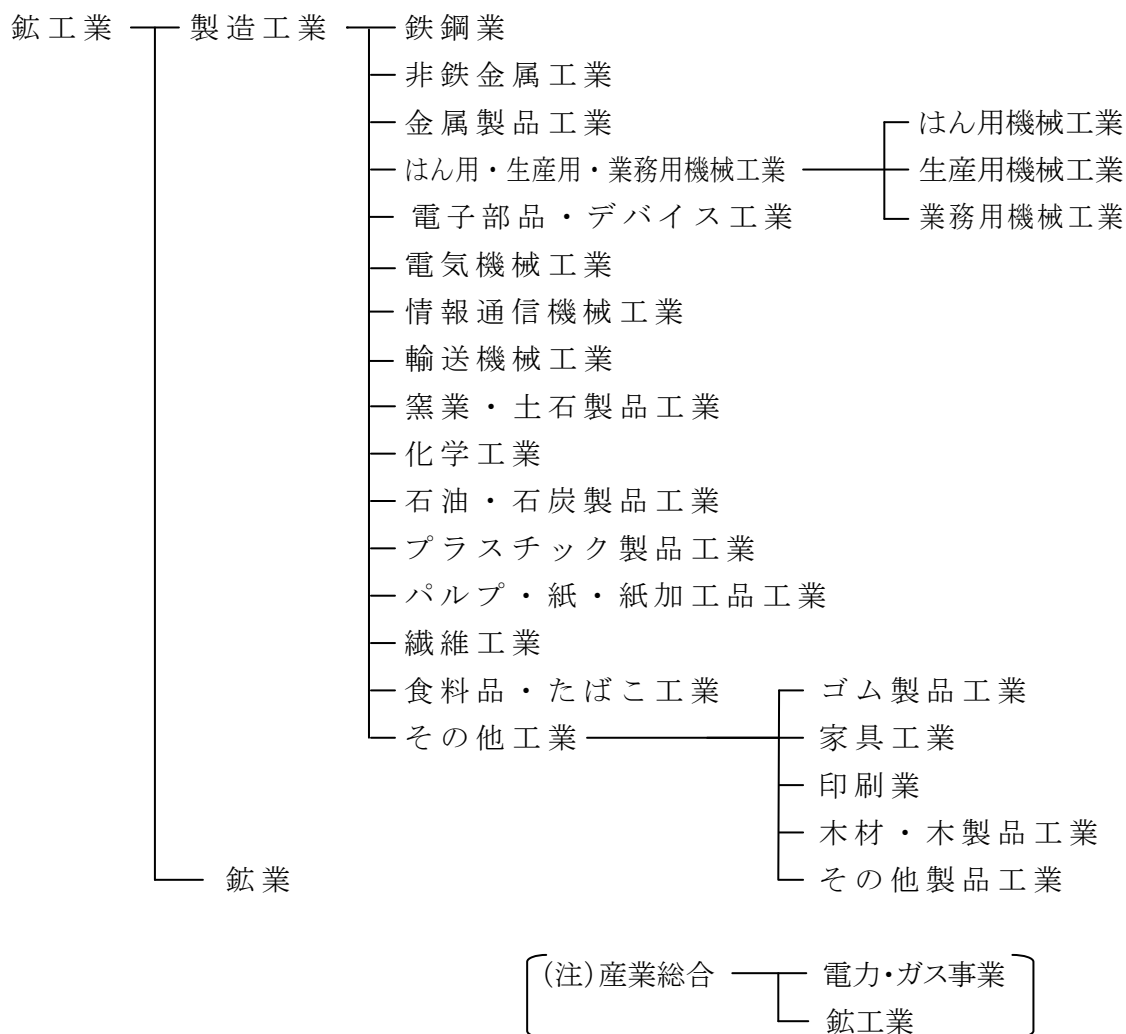 鉱工業 製造工業 鉄鋼業
非鉄金属工業
金属製品工業 はん用機械工業
はん用・生産用・業務用機械工業 生産用機械工業
電子部品・デバイス工業 業務用機械工業
電気機械工業
情報通信機械工業
輸送機械工業
窯業・土石製品工業
化学工業
石油・石炭製品工業
プラスチック製品工業
パルプ・紙・紙加工品工業
繊維工業
食料品・たばこ工業 ゴム製品工業
その他工業 家具工業
印刷業
木材・木製品工業
鉱業 その他製品工業
(注)産業総合 電力・ガス事業
鉱工業